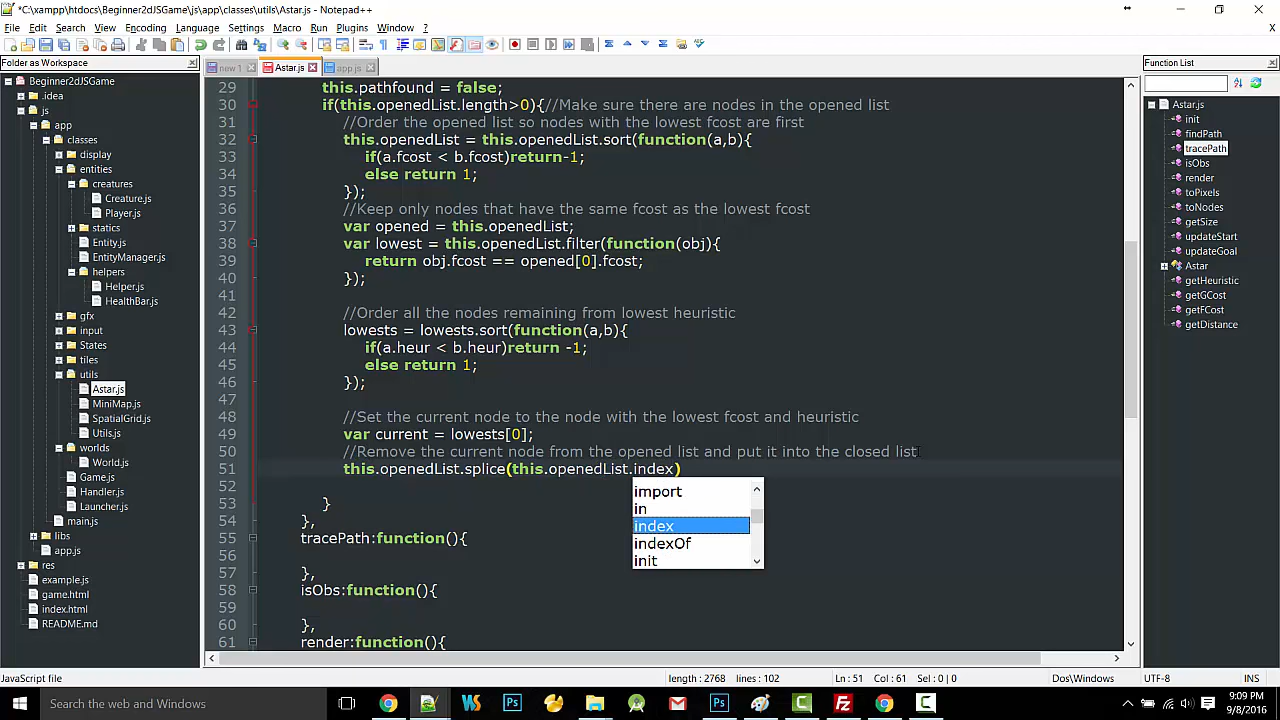 *C:\xampp\htdocs\Beginner2dJSGame\js\app\classes\utils\Astar.js - Notepad++
File Edit Search View Encoding Language Settings Macro Run Plugins Window ? X
Folder as Workspace
new 1 Astar.js app.js
Function List
Beginner2dJSGame
.idea
js
app
classes
display
entities
creatures
Creature.js
Player.js
statics
Entity.js
EntityManager.js
helpers
Helper.js
HealthBar.js
gfx
input
States
tiles
utils
Astar.js
MiniMap.js
SpatialGrid.js
Utils.js
worlds
World.js
Game.js
Handler.js
Launcher.js
main.js
libs
app.js
res
example.js
game.html
index.html
README.md
29 this.pathfound = false;
30 if(this.openedList.length>0){//Make sure there are nodes in the opened list
31 //Order the opened list so nodes with the lowest fcost are first
32 this.openedList = this.openedList.sort(function(a,b){
33 if(a.fcost < b.fcost)return-1;
34 else return 1;
35 });
36 //Keep only nodes that have the same fcost as the lowest fcost
37 var opened = this.openedList;
38 var lowest = this.openedList.filter(function(obj){
39 return obj.fcost == opened[0].fcost;
40 });
41
42 //Order all the nodes remaining from lowest heuristic
43 lowests = lowests.sort(function(a,b){
44 if(a.heur < b.heur)return -1;
45 else return 1;
46 });
47
48 //Set the current node to the node with the lowest fcost and heuristic
49 var current = lowests[0];
50 //Remove the current node from the opened list and put it into the closed list
51 this.openedList.splice(this.openedList.index)
52
53 }
54 },
55 tracePath:function(){
56
57 },
58 isObs:function(){
59
60 },
61 render:function(){
import
in
index
indexOf
init
Astar.js
init
findPath
tracePath
isObs
render
toPixels
toNodes
getSize
updateStart
updateGoal
Astar
getHeuristic
getGCost
getFCost
getDistance
JavaScript file length : 2768 lines : 102 Ln : 51 Col : 61 Sel : 0 | 0 Dos\Windows UTF-8 INS
Search the web and Windows
9:09 PM
9/8/2016